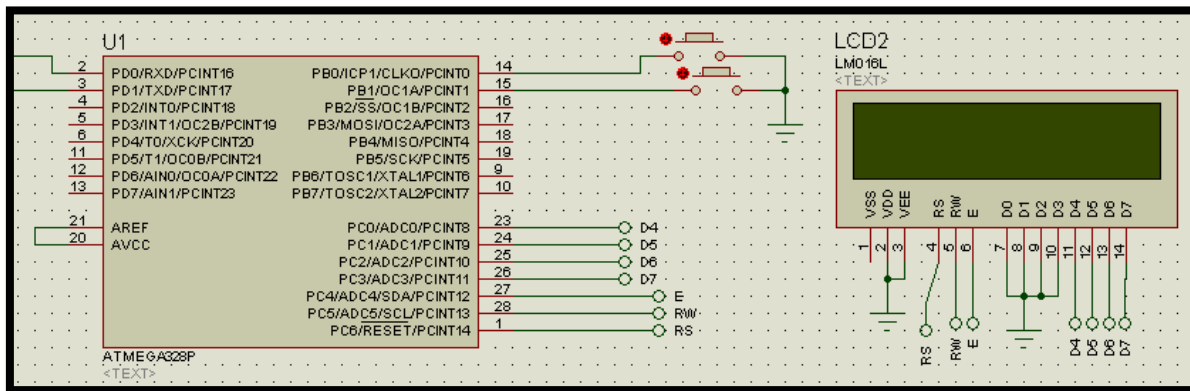 U1
2 PD0/RXD/PCINT16
3 PD1/TXD/PCINT17
4 PD2/INT0/PCINT18
5 PD3/INT1/OC2B/PCINT19
6 PD4/T0/XCK/PCINT20
11 PD5/T1/OC0B/PCINT21
12 PD6/AIN0/OC0A/PCINT22
13 PD7/AIN1/PCINT23
21 AREF
20 AVCC
PB0/ICP1/CLKO/PCINT0 14
PB1/OC1A/PCINT1 15
PB2/SS/OC1B/PCINT2 16
PB3/MOSI/OC2A/PCINT3 17
PB4/MISO/PCINT4 18
PB5/SCK/PCINT5 19
PB6/TOSC1/XTAL1/PCINT6 9
PB7/TOSC2/XTAL2/PCINT7 10
PC0/ADC0/PCINT8 23 D4
PC1/ADC1/PCINT9 24 D5
PC2/ADC2/PCINT10 25 D6
PC3/ADC3/PCINT11 26 D7
PC4/ADC4/SDA/PCINT12 27 E
PC5/ADC5/SCL/PCINT13 28 RW
PC6/RESET/PCINT14 1 RS
ATMEGA328P
<TEXT>
LCD2
LM016L
<TEXT>
VSS VDD VEE RS RW E D0 D1 D2 D3 D4 D5 D6 D7
1 2 3 4 5 6 7 8 9 10 11 12 13 14
RS RW E D4 D5 D6 D7